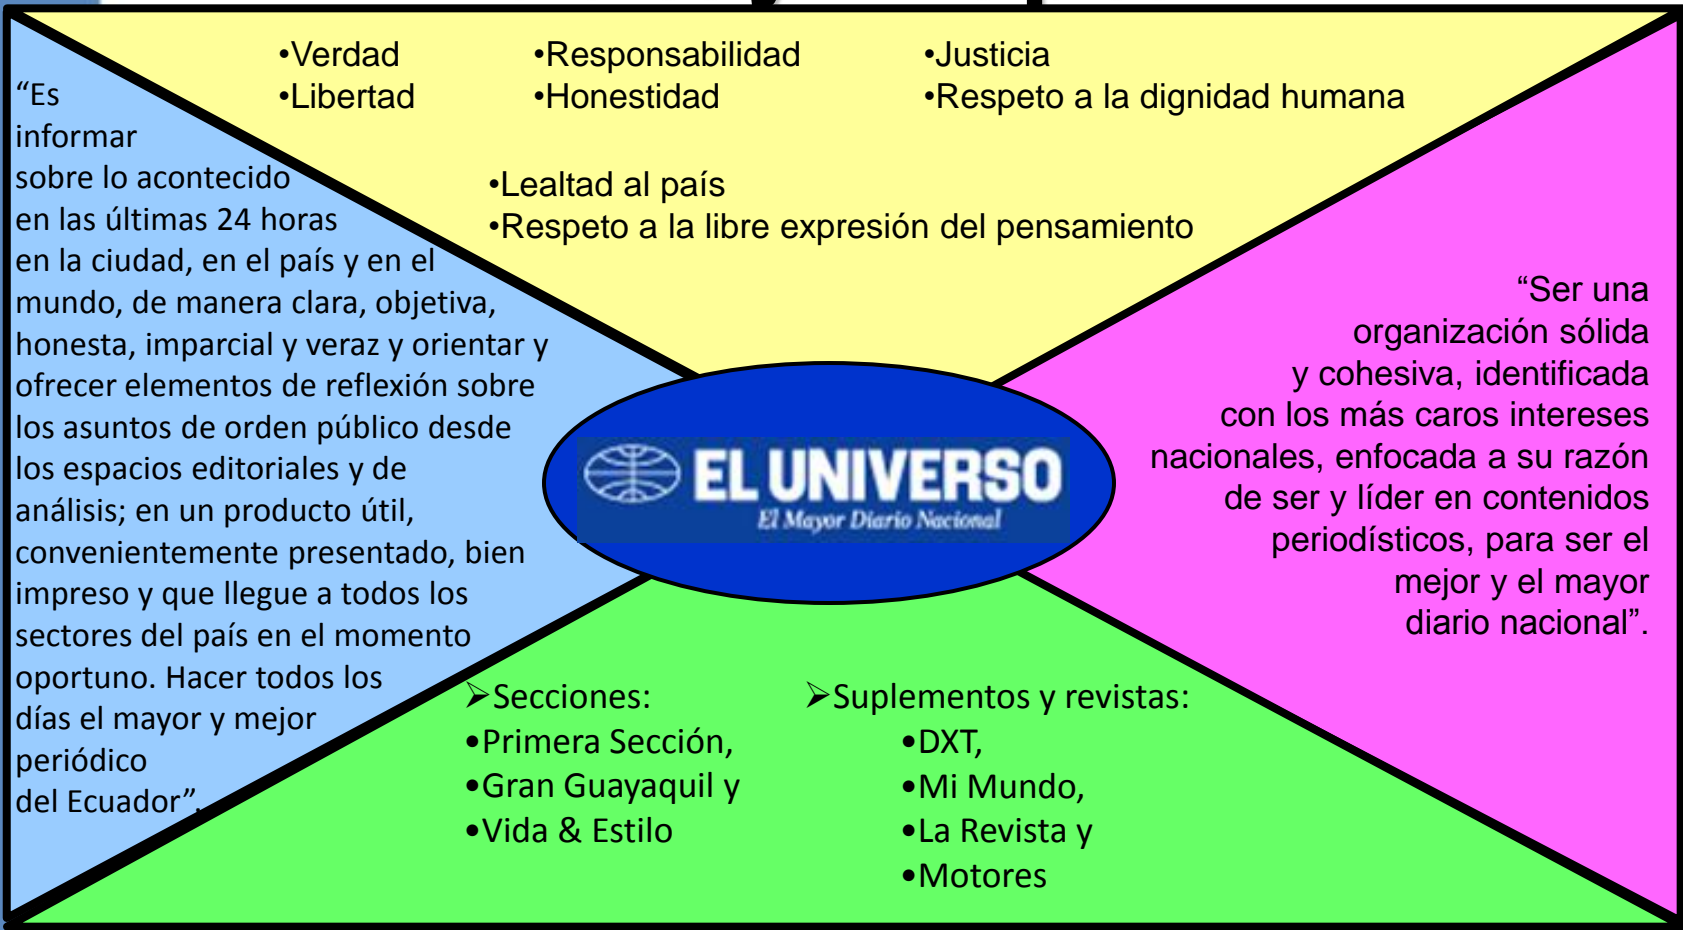 •Verdad
•Libertad
•Responsabilidad
•Honestidad
•Justicia
•Respeto a la dignidad humana
•Lealtad al país
•Respeto a la libre expresión del pensamiento
“Es
informar
sobre lo acontecido
en las últimas 24 horas
en la ciudad, en el país y en el
mundo, de manera clara, objetiva,
honesta, imparcial y veraz y orientar y
ofrecer elementos de reflexión sobre
los asuntos de orden público desde
los espacios editoriales y de
análisis; en un producto útil,
convenientemente presentado, bien
impreso y que llegue a todos los
sectores del país en el momento
oportuno. Hacer todos los
días el mayor y mejor
periódico
del Ecuador”.
EL UNIVERSO
El Mayor Diario Nacional
“Ser una
organización sólida
y cohesiva, identificada
con los más caros intereses
nacionales, enfocada a su razón
de ser y líder en contenidos
periodísticos, para ser el
mejor y el mayor
diario nacional”.
➢Secciones:
•Primera Sección,
•Gran Guayaquil y
•Vida & Estilo
➢Suplementos y revistas:
•DXT,
•Mi Mundo,
•La Revista y
•Motores